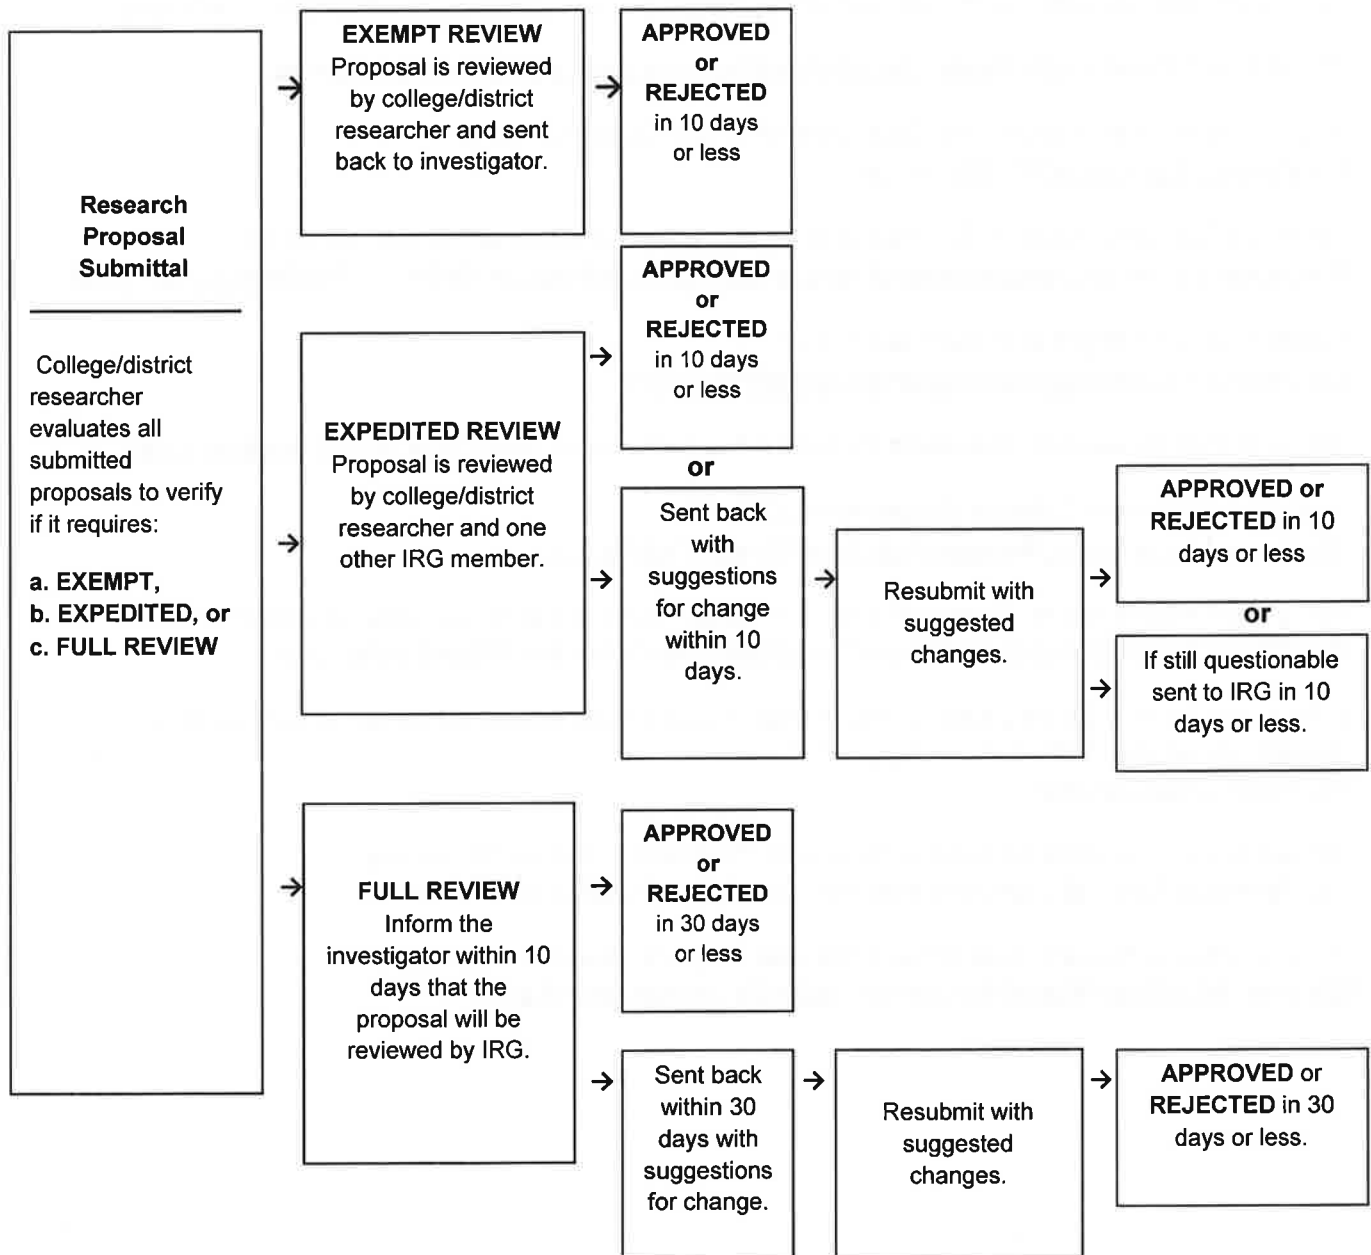 Research
Proposal
Submittal
College/district
researcher
evaluates all
submitted
proposals to verify
if it requires:
a. EXEMPT,
b. EXPEDITED, or
c. FULL REVIEW
EXEMPT REVIEW
Proposal is reviewed
by college/district
researcher and sent
back to investigator.
APPROVED
or
REJECTED
in 10 days
or less
EXPEDITED REVIEW
Proposal is reviewed
by college/district
researcher and one
other IRG member.
APPROVED
or
REJECTED
in 10 days
or less
or
Sent back
with
suggestions
for change
within 10
days.
Resubmit with
suggested
changes.
APPROVED or
REJECTED in 10
days or less
or
If still questionable
sent to IRG in 10
days or less.
FULL REVIEW
Inform the
investigator within 10
days that the
proposal will be
reviewed by IRG.
APPROVED
or
REJECTED
in 30 days
or less
Sent back
within 30
days with
suggestions
for change.
Resubmit with
suggested
changes.
APPROVED or
REJECTED in 30
days or less.